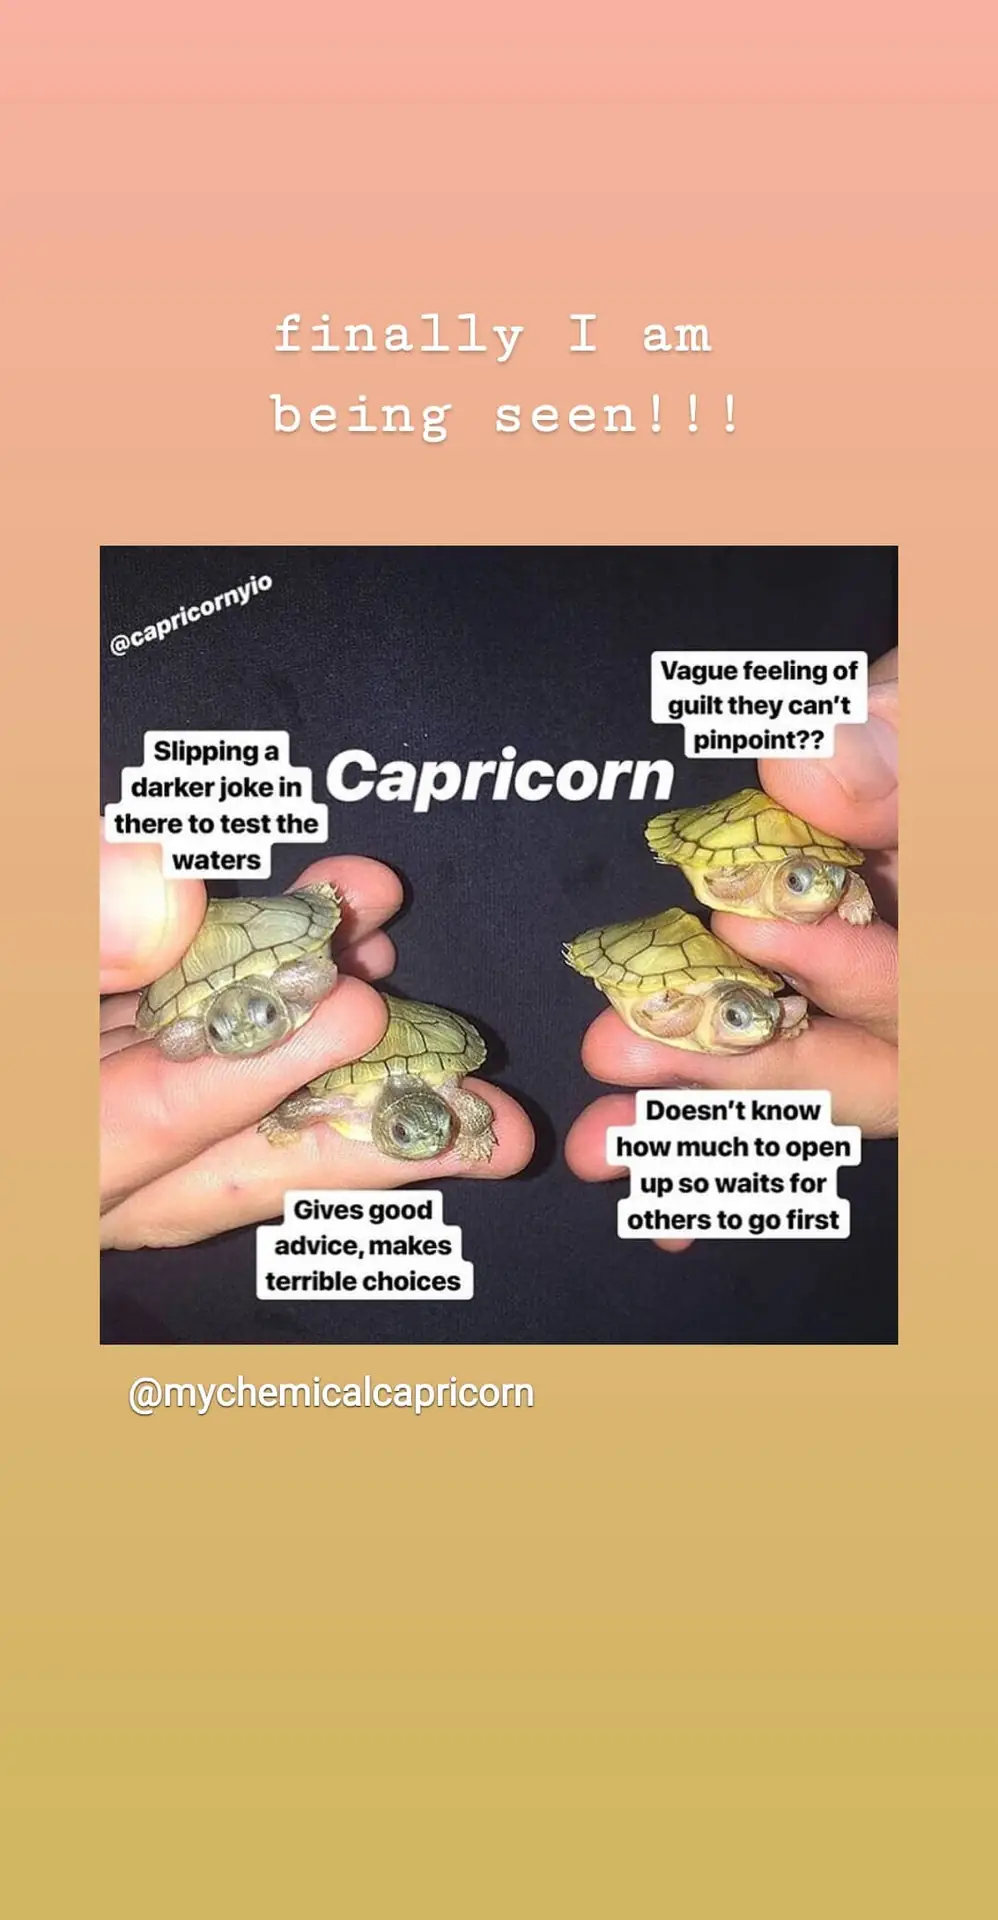 finally I am
being seen!!!
@capricornyio
Vague feeling of
guilt they can't
pinpoint??
Slipping a
darker joke in
there to test the
waters
Capricorn
Doesn't know
how much to open
up so waits for
others to go first
Gives good
advice, makes
terrible choices
@mychemicalcapricorn